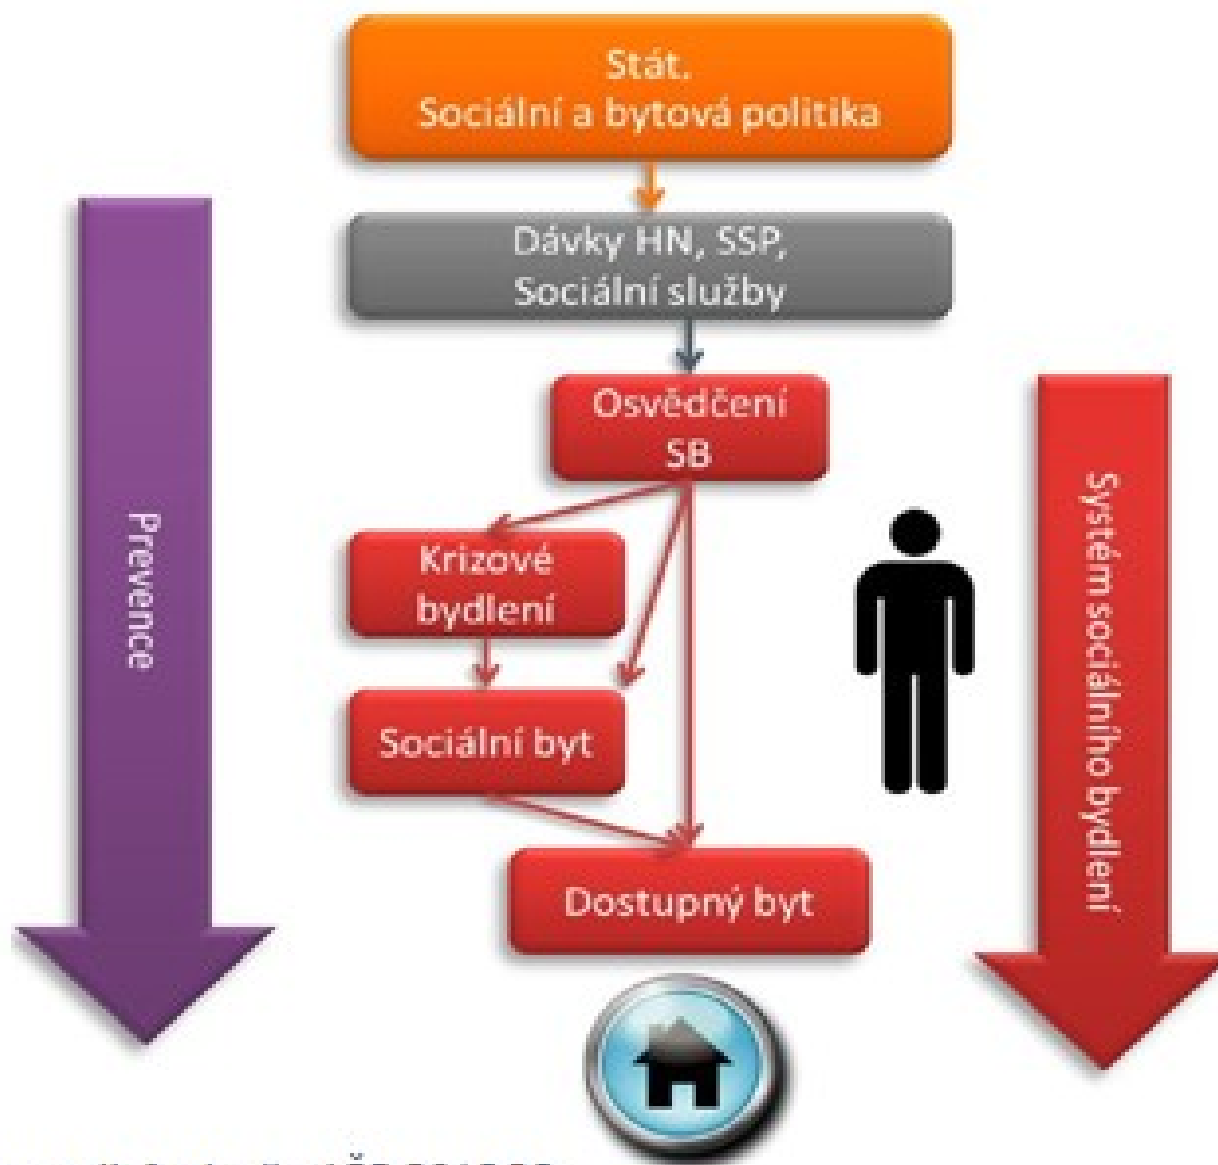 Stát.
Sociální a bytová politika
Dávky HN, SSP,
Sociální služby
Osvědčení
SB
Krizové
bydlení
Sociální byt
Dostupný byt
Prevence
Systém sociálního bydlení